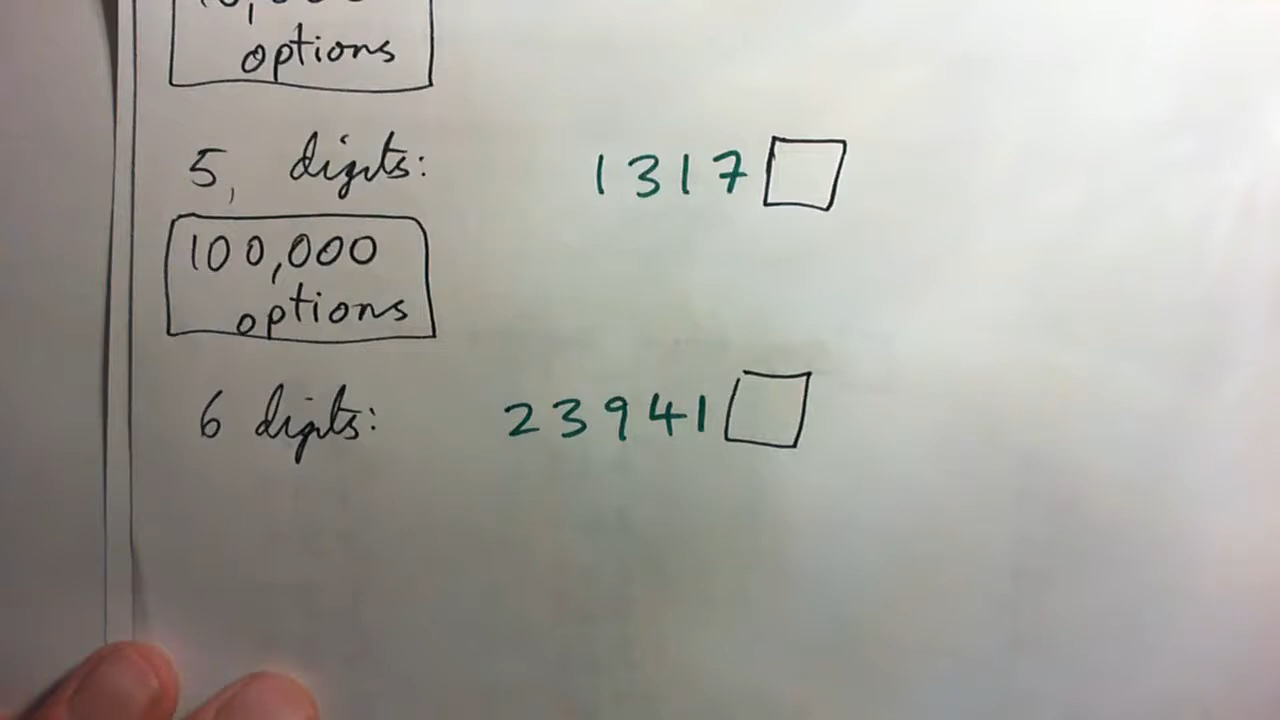 options
5, digits: 1317
100,000
options
6 digits: 23941